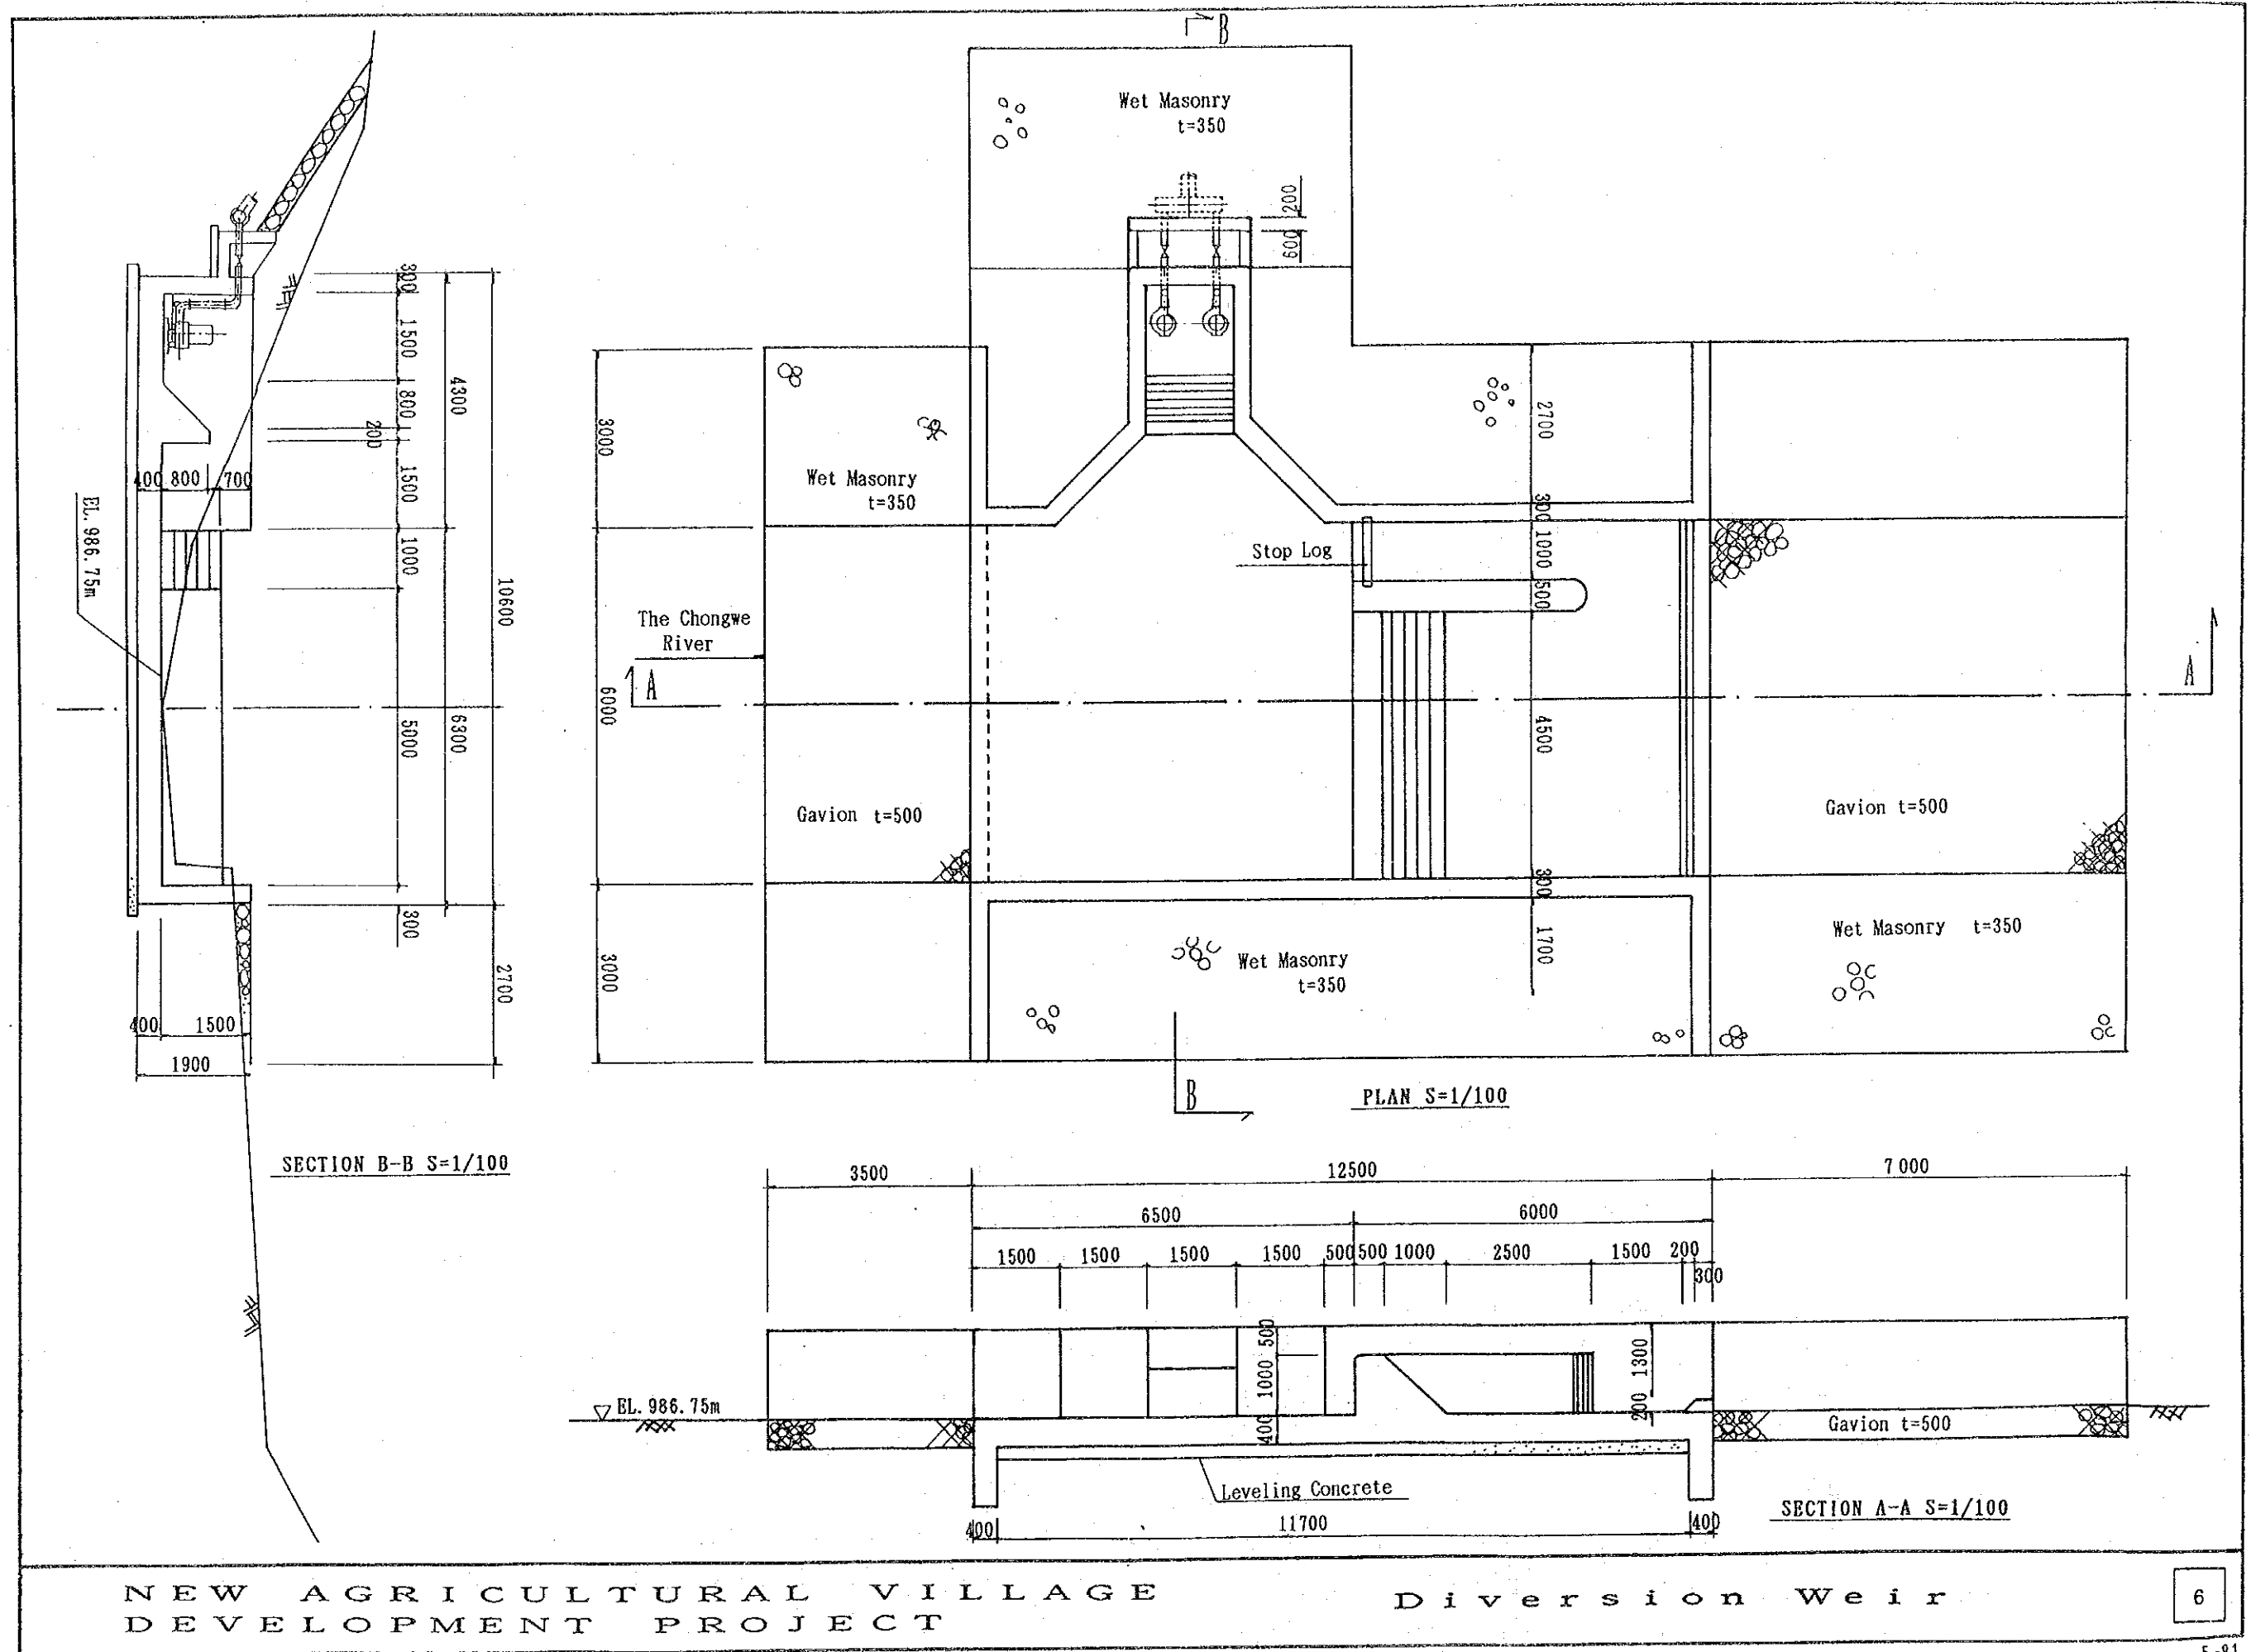 B
Wet Masonry
t=350
200
600
300
1500
800
200
1500
1000
5000
300
4300
6300
10600
2700
400 800 700
EL. 986.75m
400 1500
1900
SECTION B-B S=1/100
3000
6000
3000
Wet Masonry
t=350
The Chongwe
River
A
Gavion t=500
Stop Log
2700
300
1000
500
4500
300
1700
A
Gavion t=500
Wet Masonry t=350
Wet Masonry
t=350
B
PLAN S=1/100
3500 12500 7000
6500 6000
1500 1500 1500 1500 500 500 1000 2500 1500 200
300
500
1000
400
1300
200
EL. 986.75m
Gavion t=500
Leveling Concrete
400 11700 400
SECTION A-A S=1/100
NEW AGRICULTURAL VILLAGE
DEVELOPMENT PROJECT
Diversion Weir
6